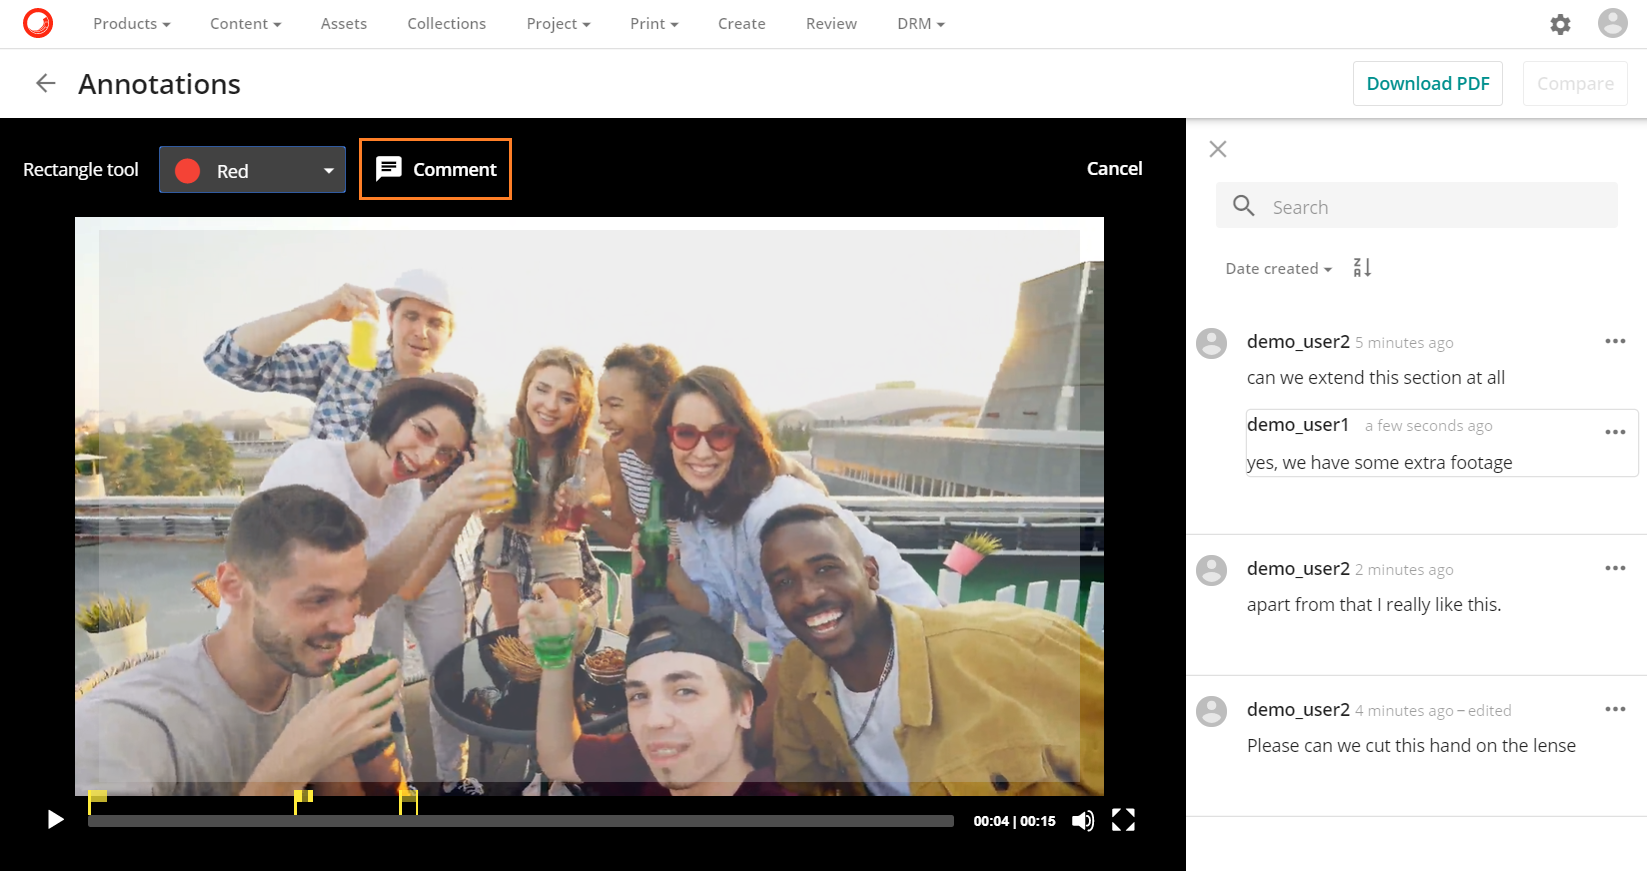 Products Content Assets Collections Project Print Create Review DRM
Annotations Download PDF Compare
Rectangle tool Red Comment Cancel
Search
Date created Z A
demo_user2 5 minutes ago
can we extend this section at all
demo_user1 a few seconds ago
yes, we have some extra footage
demo_user2 2 minutes ago
apart from that I really like this.
demo_user2 4 minutes ago – edited
Please can we cut this hand on the lense
00:04 | 00:15